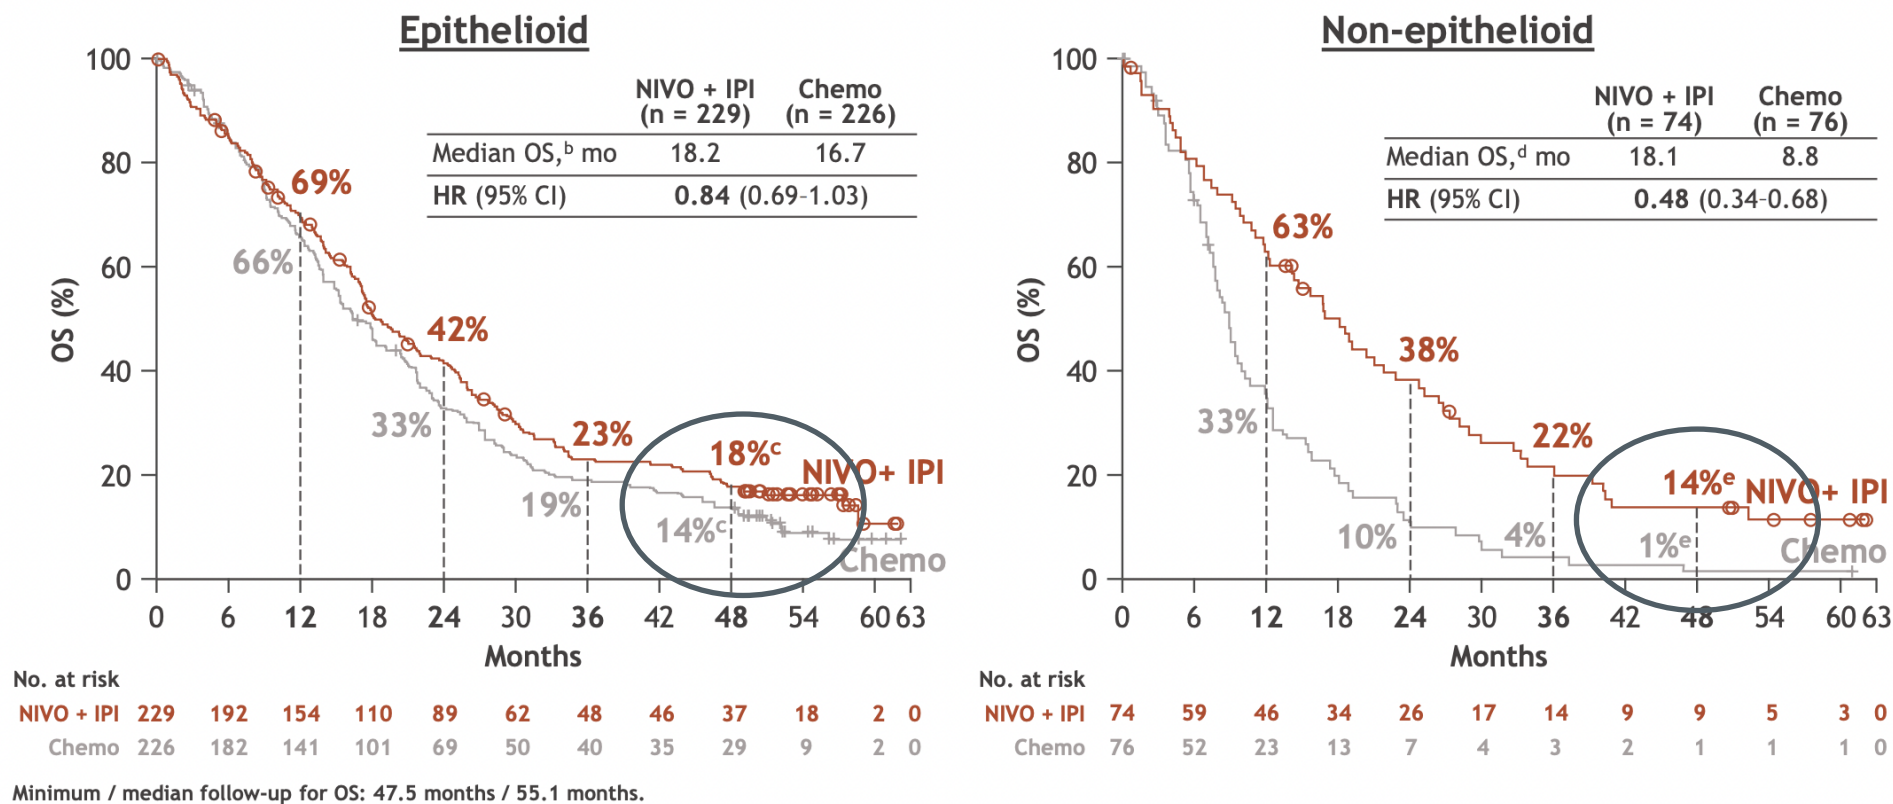 Epithelioid
NIVO + IPI Chemo
(n = 229) (n = 226)
Median OS,ᵇ mo 18.2 16.7
HR (95% CI) 0.84 (0.69–1.03)
OS (%)
100
80
60
40
20
0
69%
66%
42%
33%
23%
19%
18%ᶜ
14%ᶜ
NIVO+ IPI
Chemo
0 6 12 18 24 30 36 42 48 54 60 63
Months
No. at risk
NIVO + IPI 229 192 154 110 89 62 48 46 37 18 2 0
Chemo 226 182 141 101 69 50 40 35 29 9 2 0
Minimum / median follow-up for OS: 47.5 months / 55.1 months.
Non-epithelioid
NIVO + IPI Chemo
(n = 74) (n = 76)
Median OS,ᵈ mo 18.1 8.8
HR (95% CI) 0.48 (0.34–0.68)
OS (%)
100
80
60
40
20
0
63%
33%
38%
10%
22%
4%
14%ᵉ
1%ᵉ
NIVO+ IPI
Chemo
0 6 12 18 24 30 36 42 48 54 60 63
Months
No. at risk
NIVO + IPI 74 59 46 34 26 17 14 9 9 5 3 0
Chemo 76 52 23 13 7 4 3 2 1 1 1 0